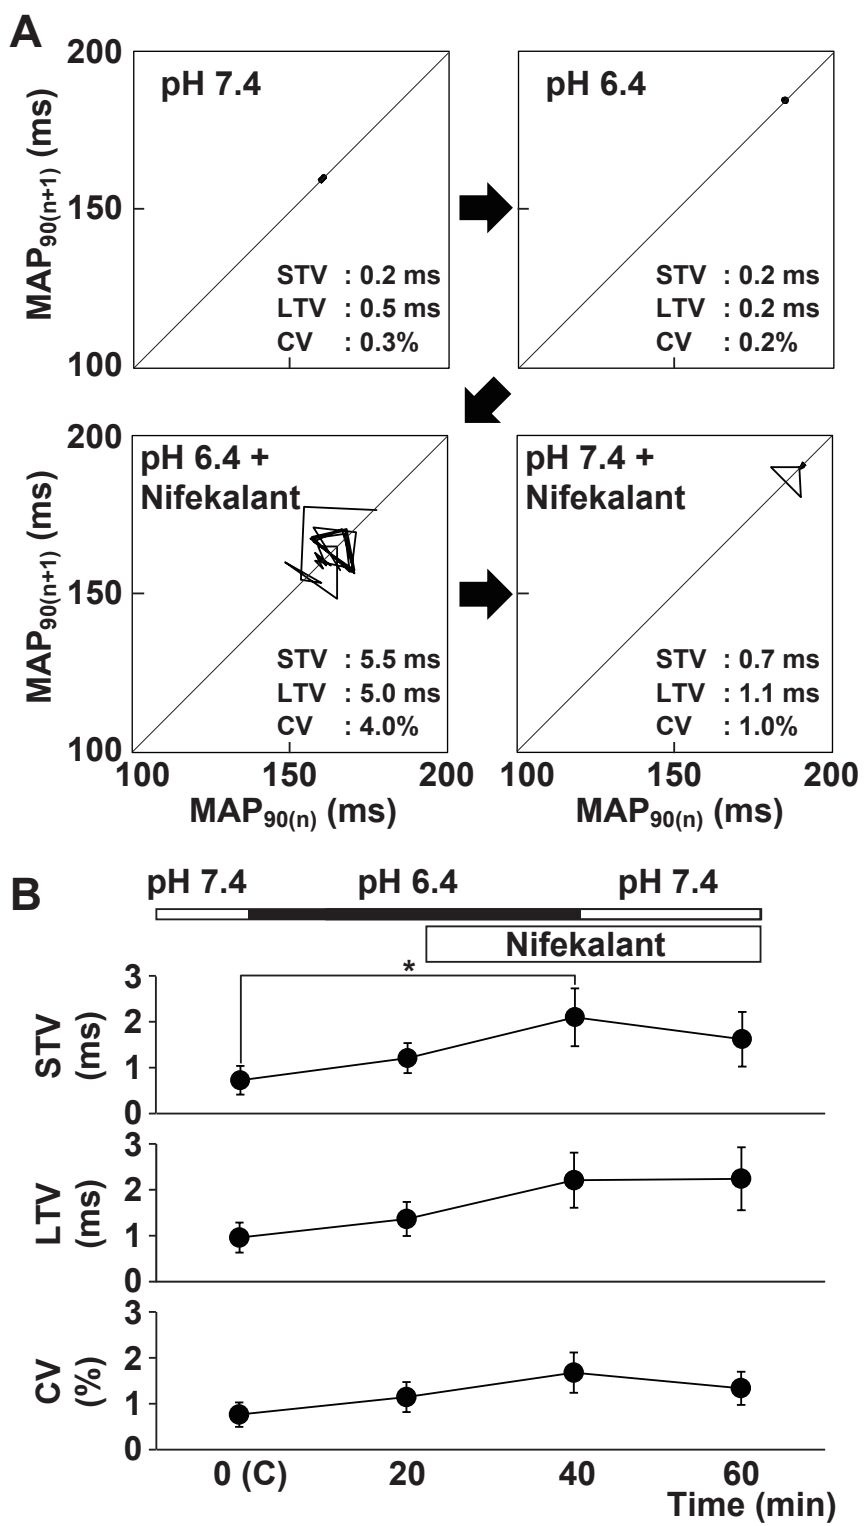 A
200
pH 7.4
pH 6.4
MAP90(n+1) (ms)
150
STV : 0.2 ms
LTV : 0.5 ms
CV : 0.3%
STV : 0.2 ms
LTV : 0.2 ms
CV : 0.2%
100
200
pH 6.4 +
Nifekalant
pH 7.4 +
Nifekalant
MAP90(n+1) (ms)
150
STV : 5.5 ms
LTV : 5.0 ms
CV : 4.0%
STV : 0.7 ms
LTV : 1.1 ms
CV : 1.0%
100
100 150 200
100 150 200
MAP90(n) (ms)
MAP90(n) (ms)
B
pH 7.4 pH 6.4 pH 7.4
Nifekalant
*
STV
(ms)
3
2
1
0
LTV
(ms)
3
2
1
0
CV
(%)
3
2
1
0
0 (C) 20 40 60
Time (min)